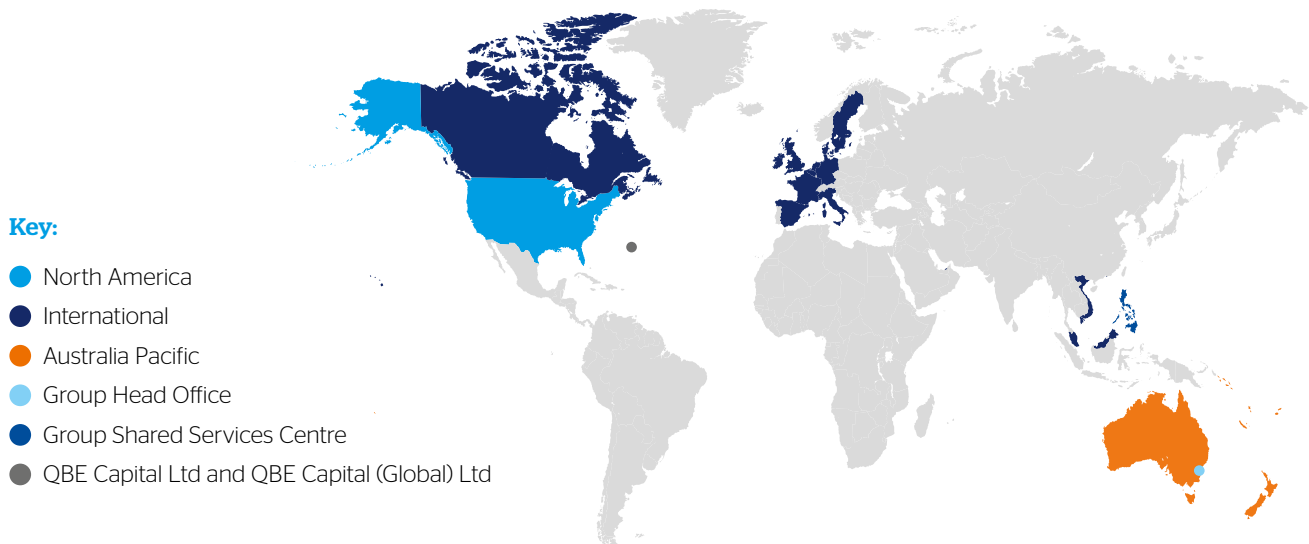 Key:
North America
International
Australia Pacific
Group Head Office
Group Shared Services Centre
QBE Capital Ltd and QBE Capital (Global) Ltd